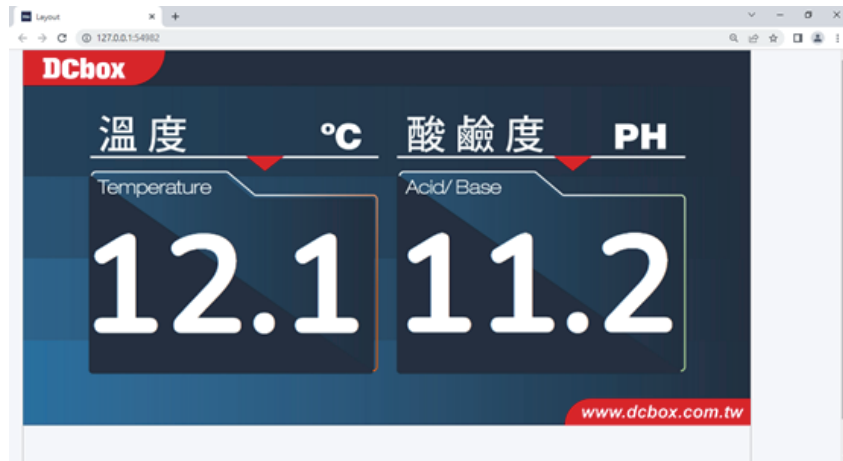 Layout
127.0.0.1:54982
DCbox
溫度 °C
酸鹼度 PH
Temperature
12.1
Acid/Base
11.2
www.dcbox.com.tw